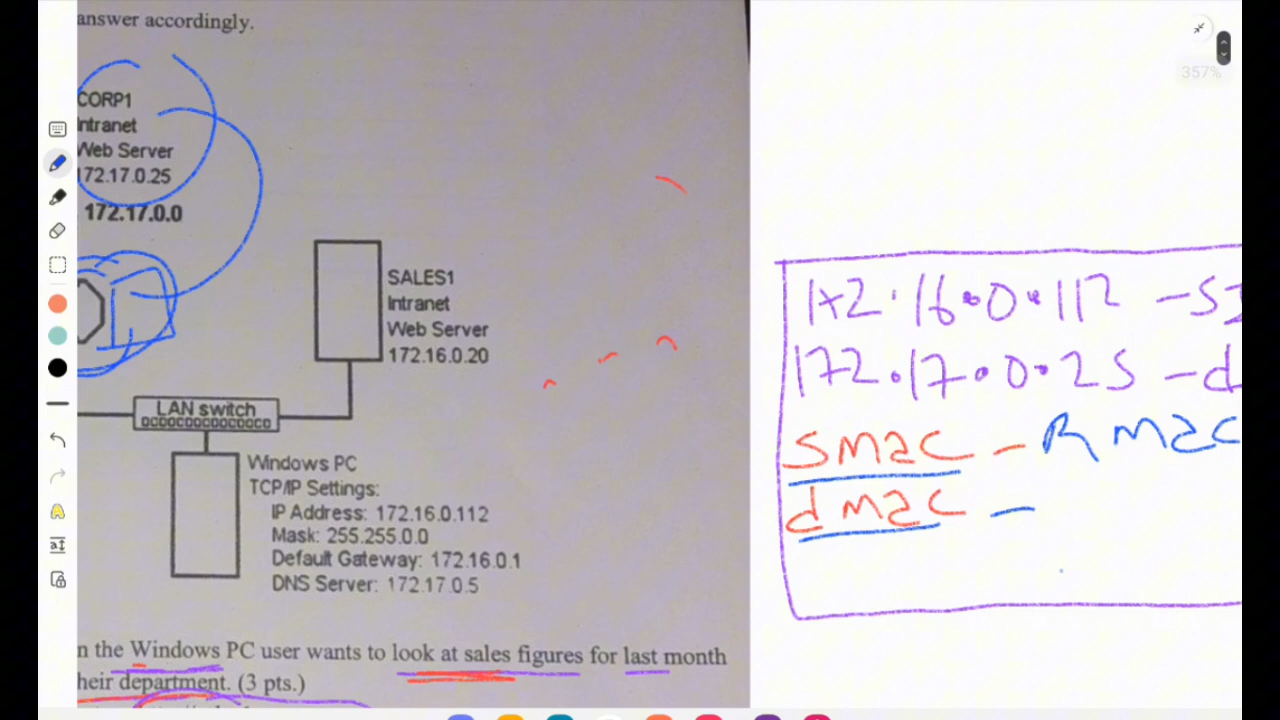 answer accordingly.
CORP1
Intranet
Web Server
172.17.0.25
172.17.0.0
SALES1
Intranet
Web Server
172.16.0.20
LAN switch
Windows PC
TCP/IP Settings:
IP Address: 172.16.0.112
Mask: 255.255.0.0
Default Gateway: 172.16.0.1
DNS Server: 172.17.0.5
n the Windows PC user wants to look at sales figures for last month
heir department. (3 pts.)
357%
172.16.0.112 - SI
172.17.0.25 - d
smac - R mac
dmac -